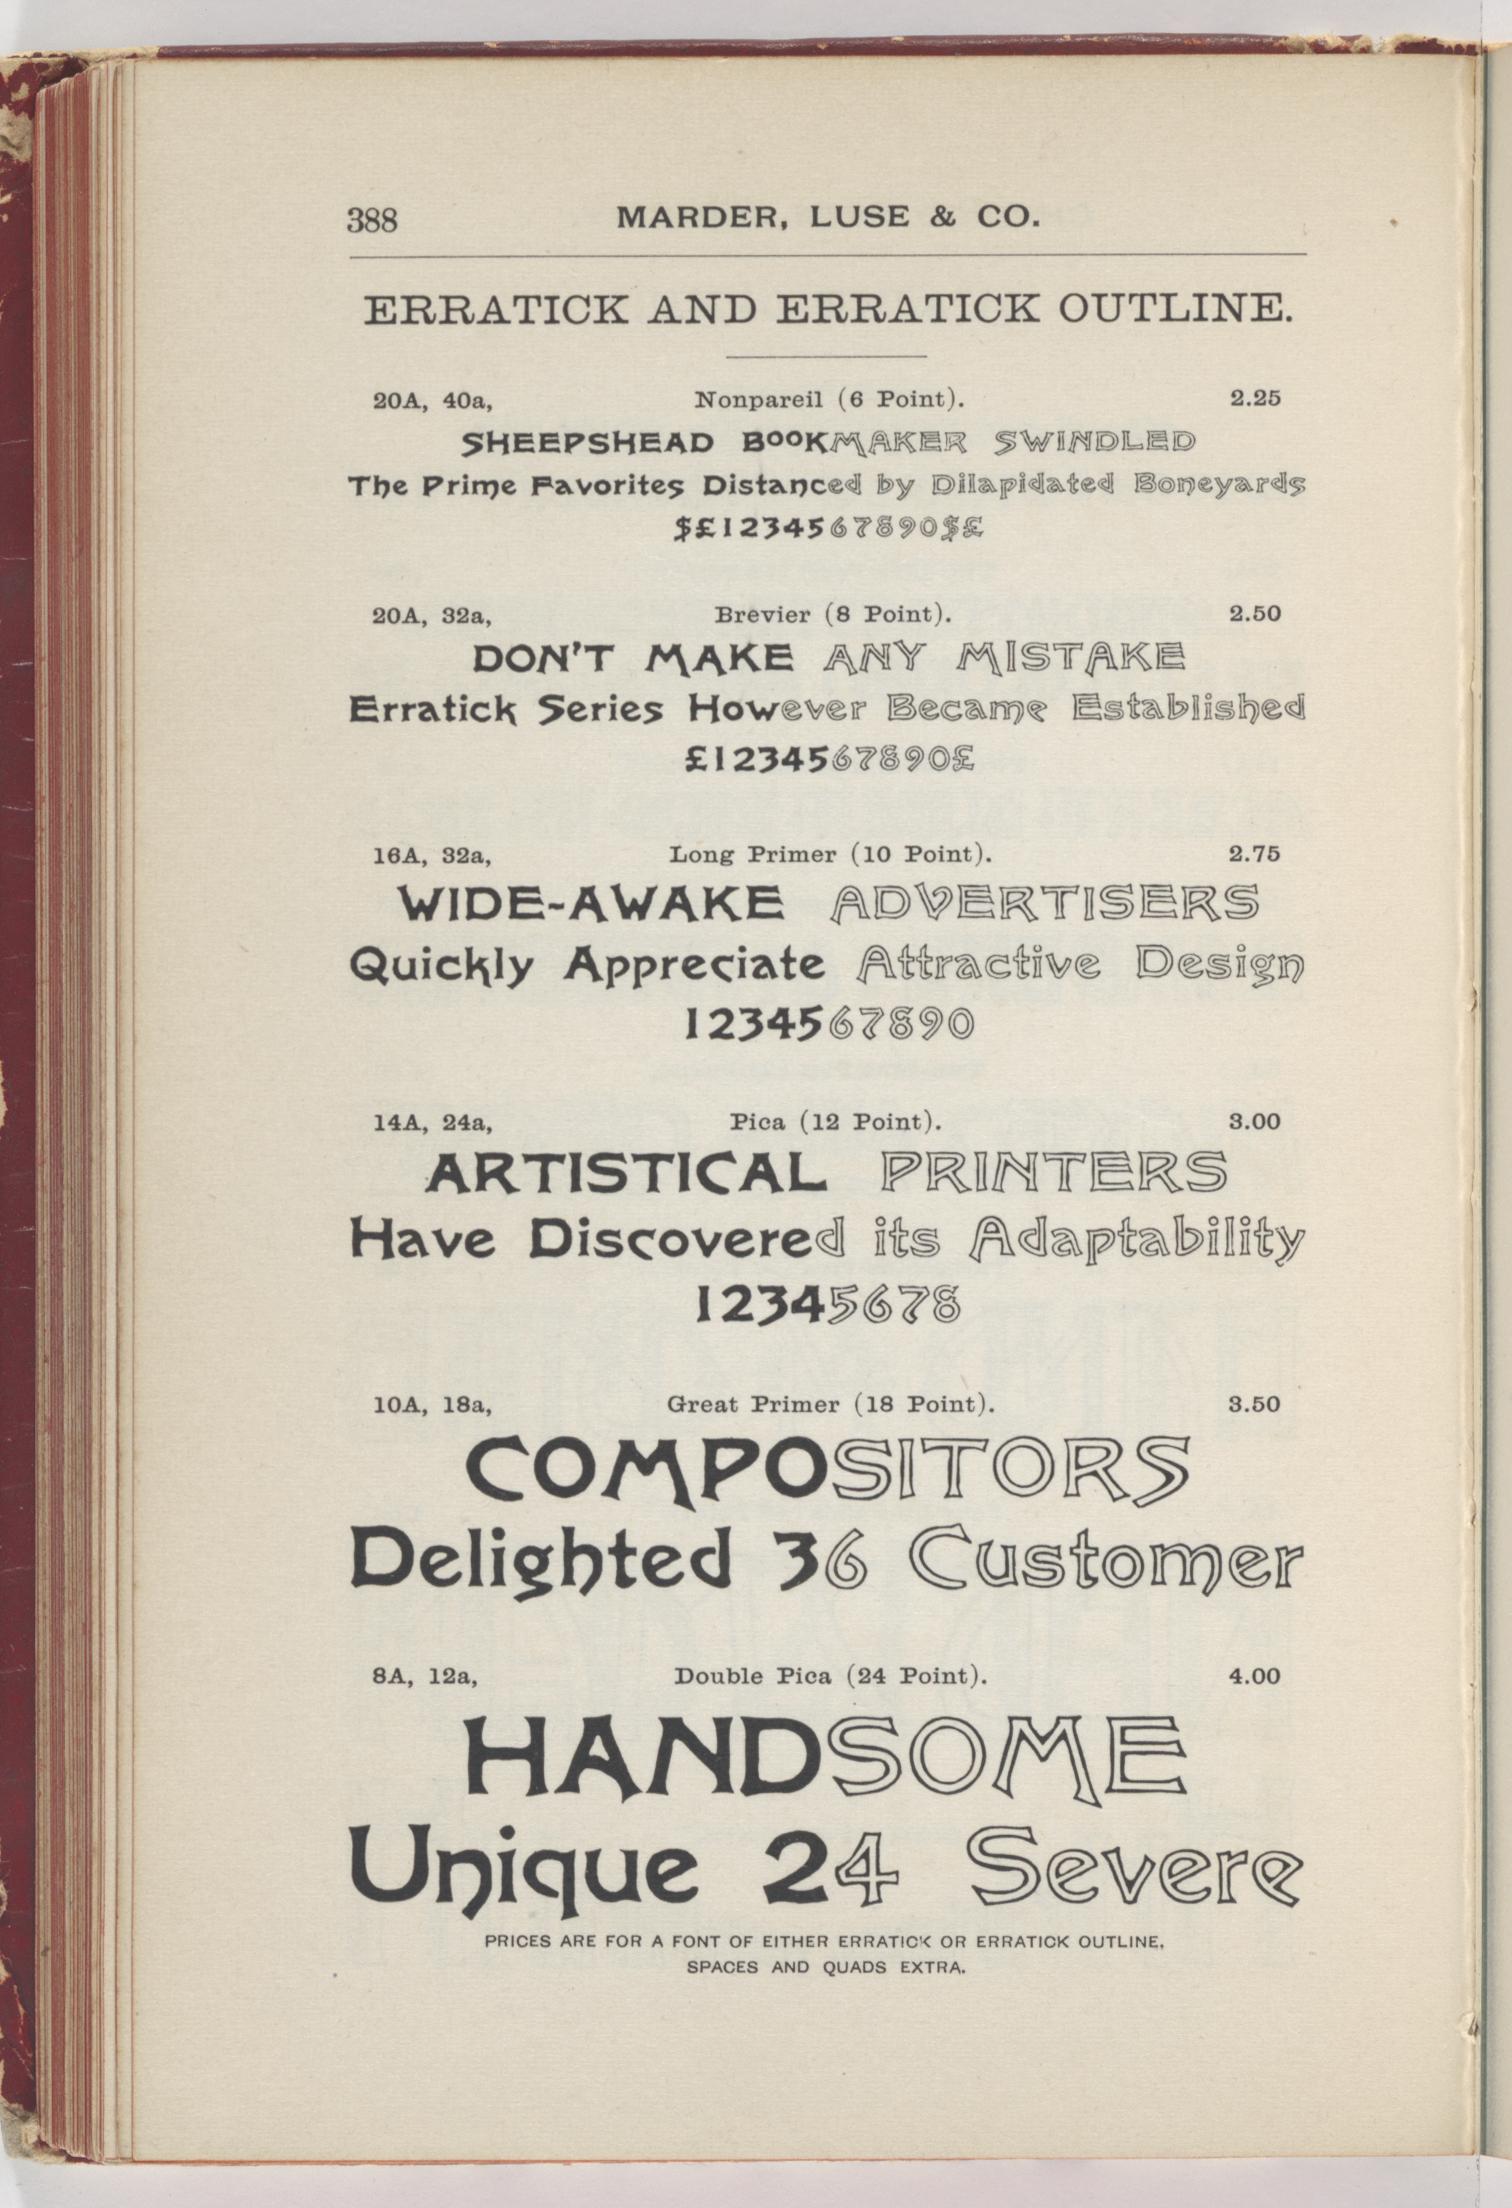 388 MARDER, LUSE & CO.
ERRATICK AND ERRATICK OUTLINE.
20A, 40a, Nonpareil (6 Point). 2.25
SHEEPSHEAD BOOKMAKER SWINDLED
The Prime Favorites Distanced by Dilapidated Boneyards
$£1234567890$£
20A, 32a, Brevier (8 Point). 2.50
DON'T MAKE ANY MISTAKE
Erratick Series However Became Established
£1234567890£
16A, 32a, Long Primer (10 Point). 2.75
WIDE-AWAKE ADVERTISERS
Quickly Appreciate Attractive Design
1234567890
14A, 24a, Pica (12 Point). 3.00
ARTISTICAL PRINTERS
Have Discovered its Adaptability
12345678
10A, 18a, Great Primer (18 Point). 3.50
COMPOSITORS
Delighted 36 Customer
8A, 12a, Double Pica (24 Point). 4.00
HANDSOME
Unique 24 Severe
PRICES ARE FOR A FONT OF EITHER ERRATICK OR ERRATICK OUTLINE,
SPACES AND QUADS EXTRA.